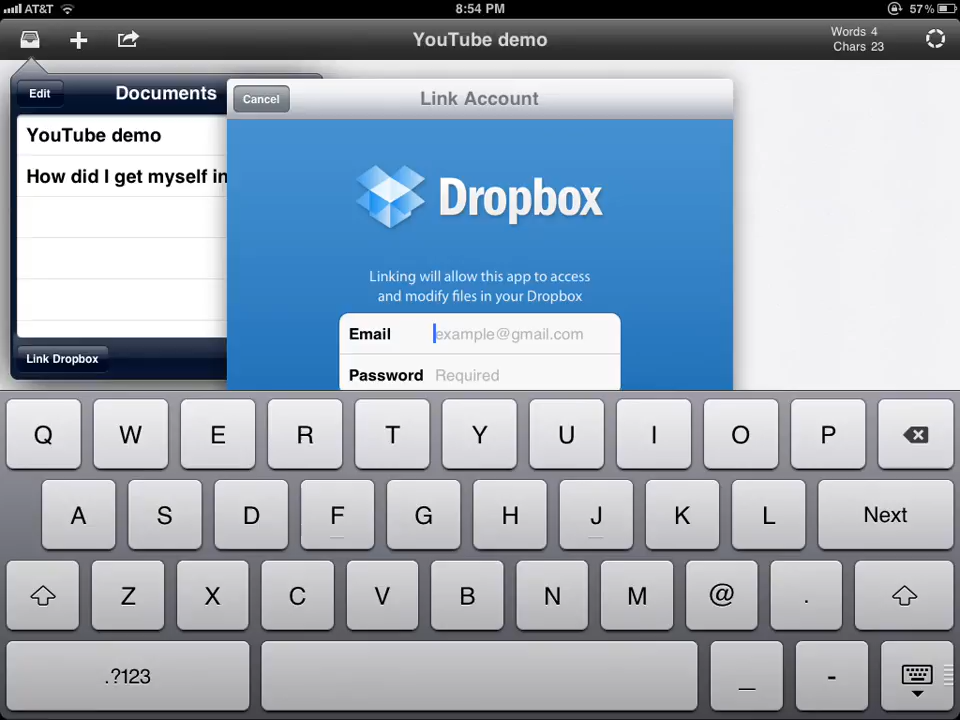 AT&T 8:54 PM 57%
YouTube demo
Words 4
Chars 23
Edit Documents
YouTube demo
How did I get myself in
Link Dropbox
Cancel Link Account
Dropbox
Linking will allow this app to access
and modify files in your Dropbox
Email example@gmail.com
Password Required
Q W E R T Y U I O P
A S D F G H J K L Next
Z X C V B N M @ .
.?123 _ -